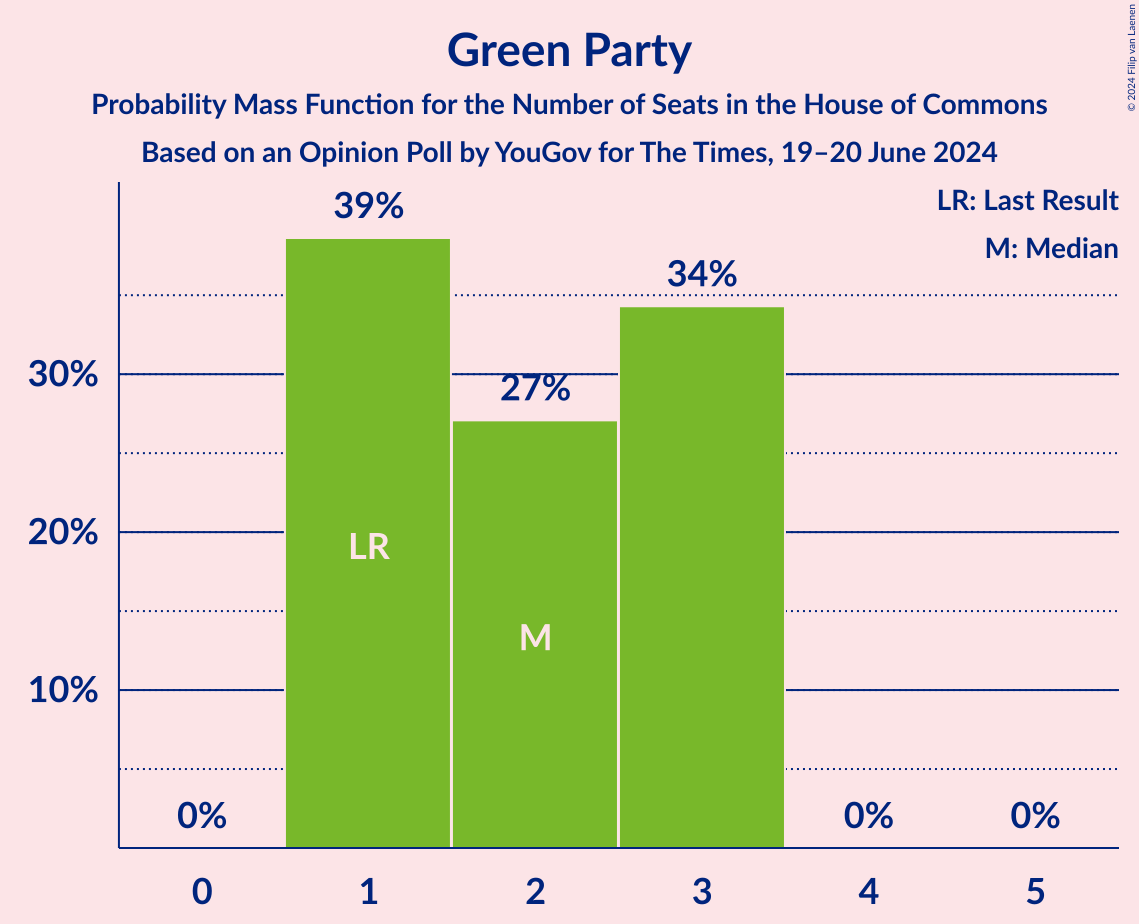 Green Party
Probability Mass Function for the Number of Seats in the House of Commons
Based on an Opinion Poll by YouGov for The Times, 19–20 June 2024
© 2024 Filip van Laenen
LR: Last Result
M: Median
39%
34%
27%
30%
20%
10%
LR
M
0%
0%
0%
0
1
2
3
4
5